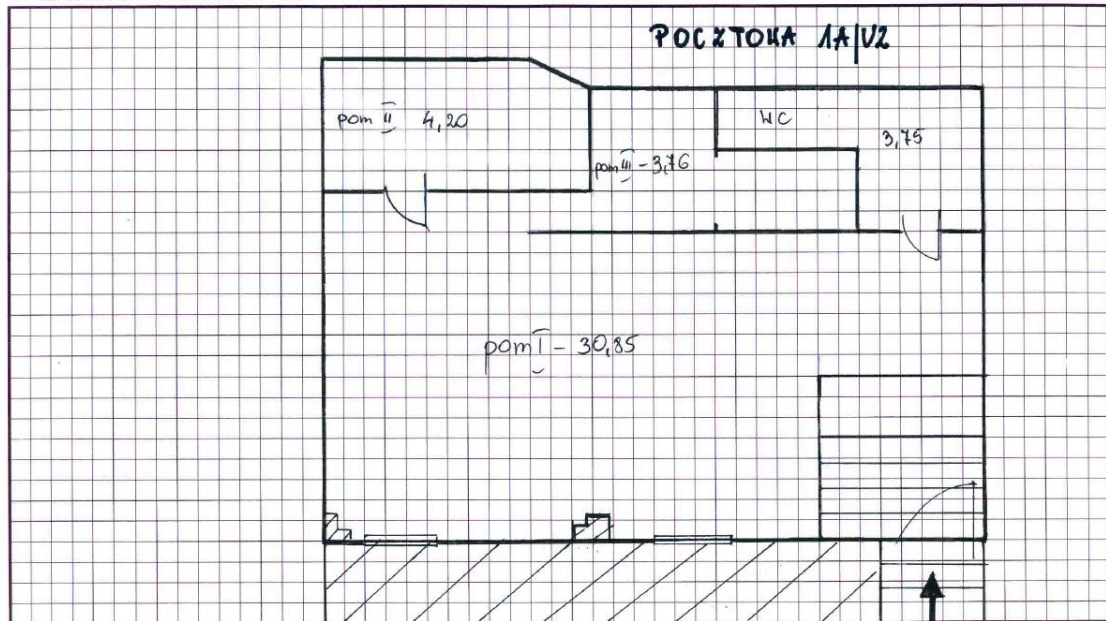 POCZTOWA 1A/U2
pom II 4,20
WC
3,75
pom III - 3,76
pom I - 30,85